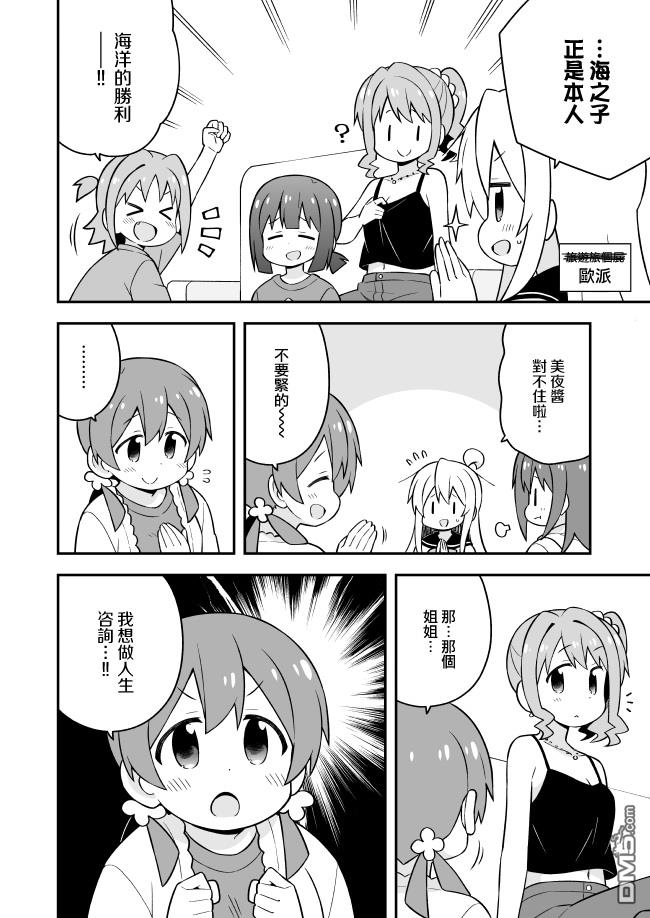 …海之子
正是本人
旅遊旅個展
歐派
？
海洋的勝利
——!!
美夜醬
對不住啦…
不要緊的~~~
………
那…那個
姐姐…
我想做人生
咨詢…!!
DM5.com